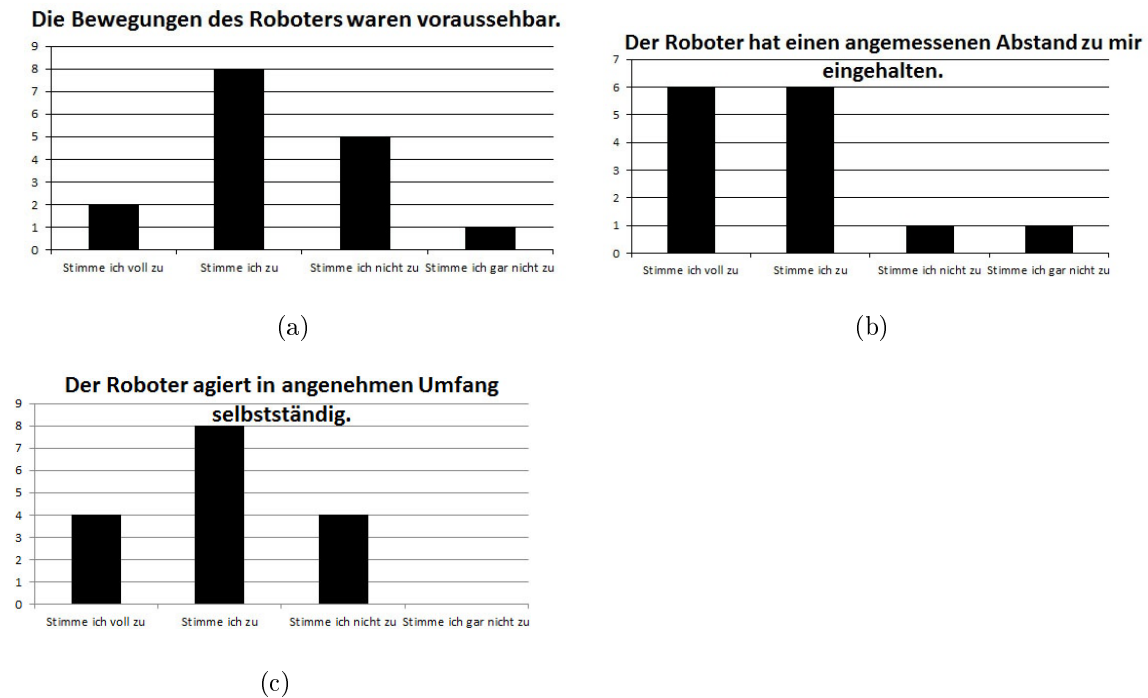 Die Bewegungen des Roboters waren voraussehbar.
9
8
7
6
5
4
3
2
1
0
Stimme ich voll zu Stimme ich zu Stimme ich nicht zu Stimme ich gar nicht zu
(a)
Der Roboter hat einen angemessenen Abstand zu mir
eingehalten.
7
6
5
4
3
2
1
0
Stimme ich voll zu Stimme ich zu Stimme ich nicht zu Stimme ich gar nicht zu
(b)
Der Roboter agiert in angenehmen Umfang
selbstständig.
9
8
7
6
5
4
3
2
1
0
Stimme ich voll zu Stimme ich zu Stimme ich nicht zu Stimme ich gar nicht zu
(c)